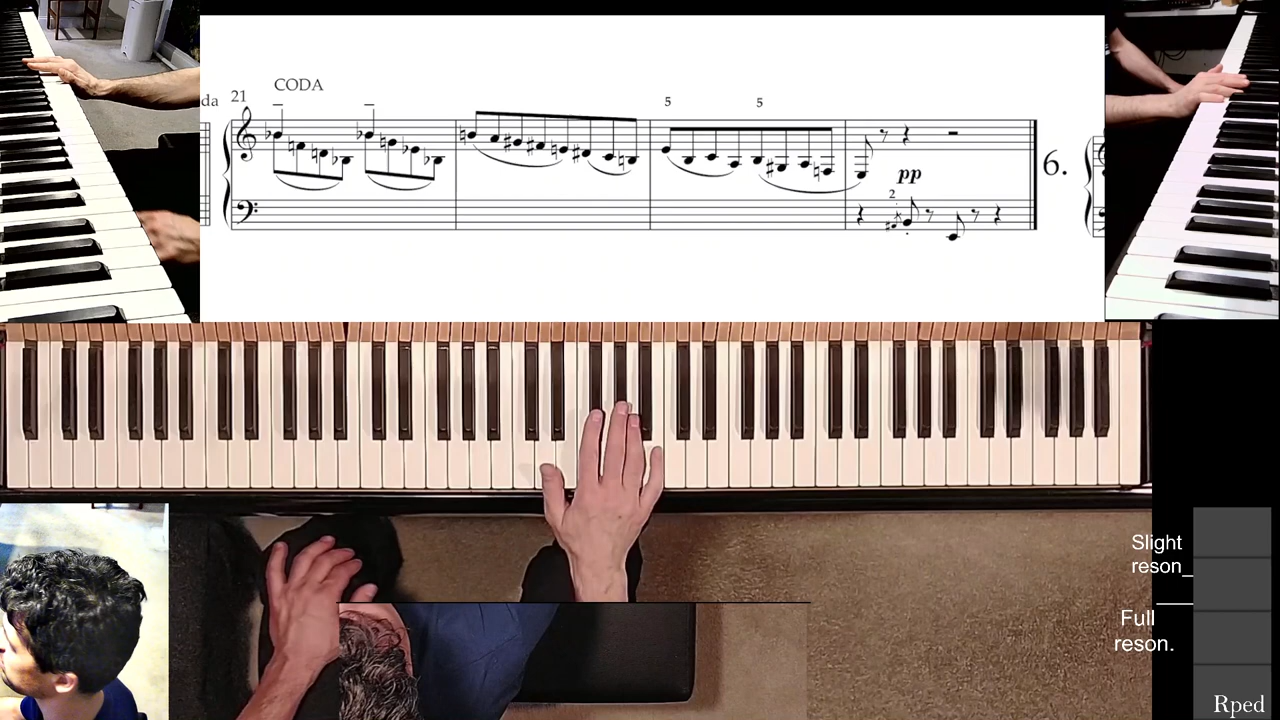 CODA
da 21
5 5
6.
pp
2
Slight
reson_
Full
reson.
Rped